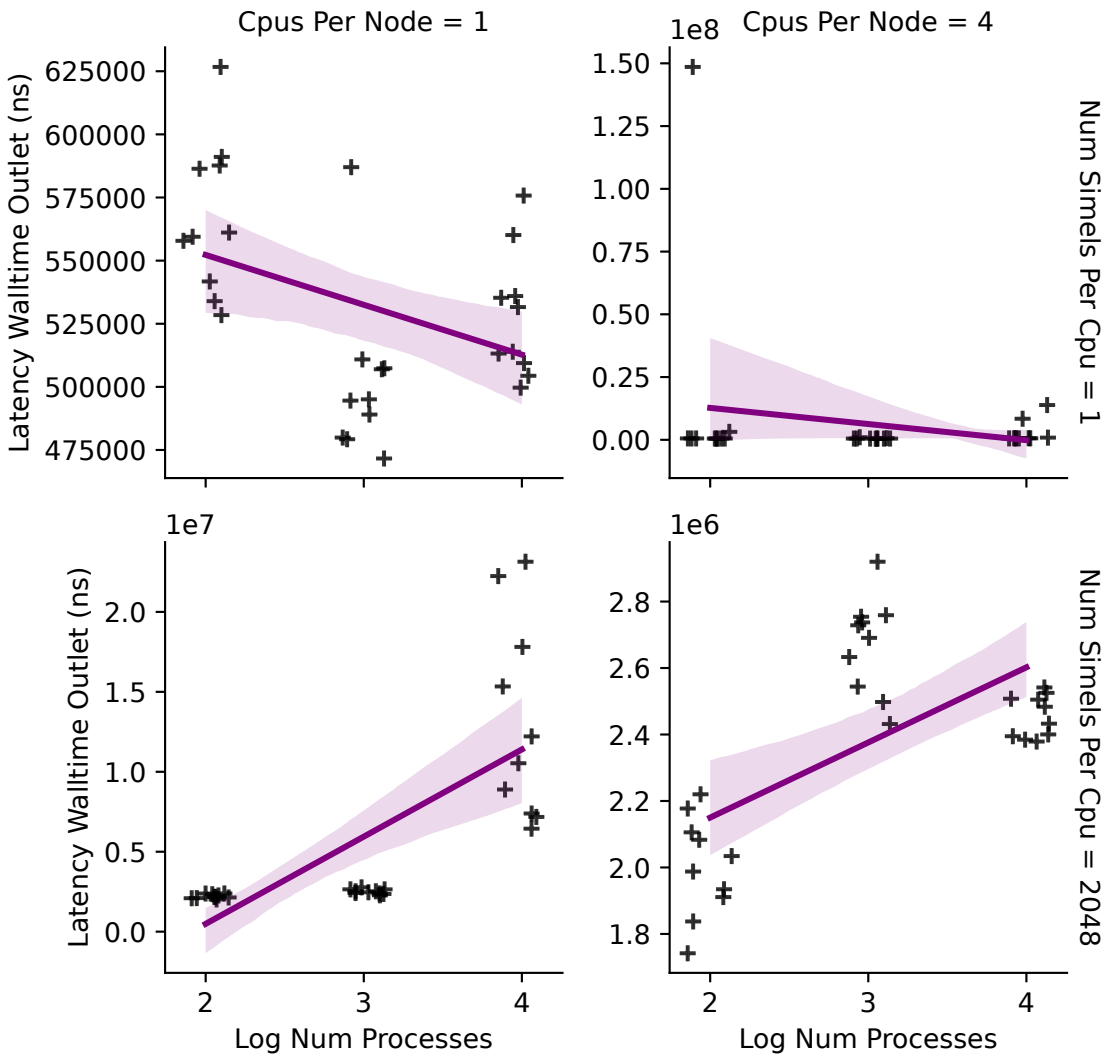 Cpus Per Node = 1
Cpus Per Node = 4
1e8
Latency Walltime Outlet (ns)
625000
600000
575000
550000
525000
500000
475000
1.50
1.25
1.00
0.75
0.50
0.25
0.00
Num Simels Per Cpu = 1
1e7
1e6
Latency Walltime Outlet (ns)
2.0
1.5
1.0
0.5
0.0
2.8
2.6
2.4
2.2
2.0
1.8
Num Simels Per Cpu = 2048
2 3 4
2 3 4
Log Num Processes
Log Num Processes